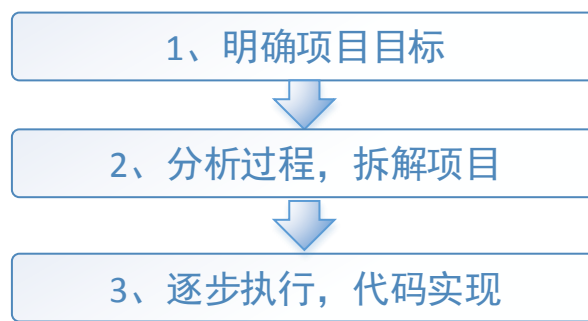 1、明确项目目标
2、分析过程，拆解项目
3、逐步执行，代码实现